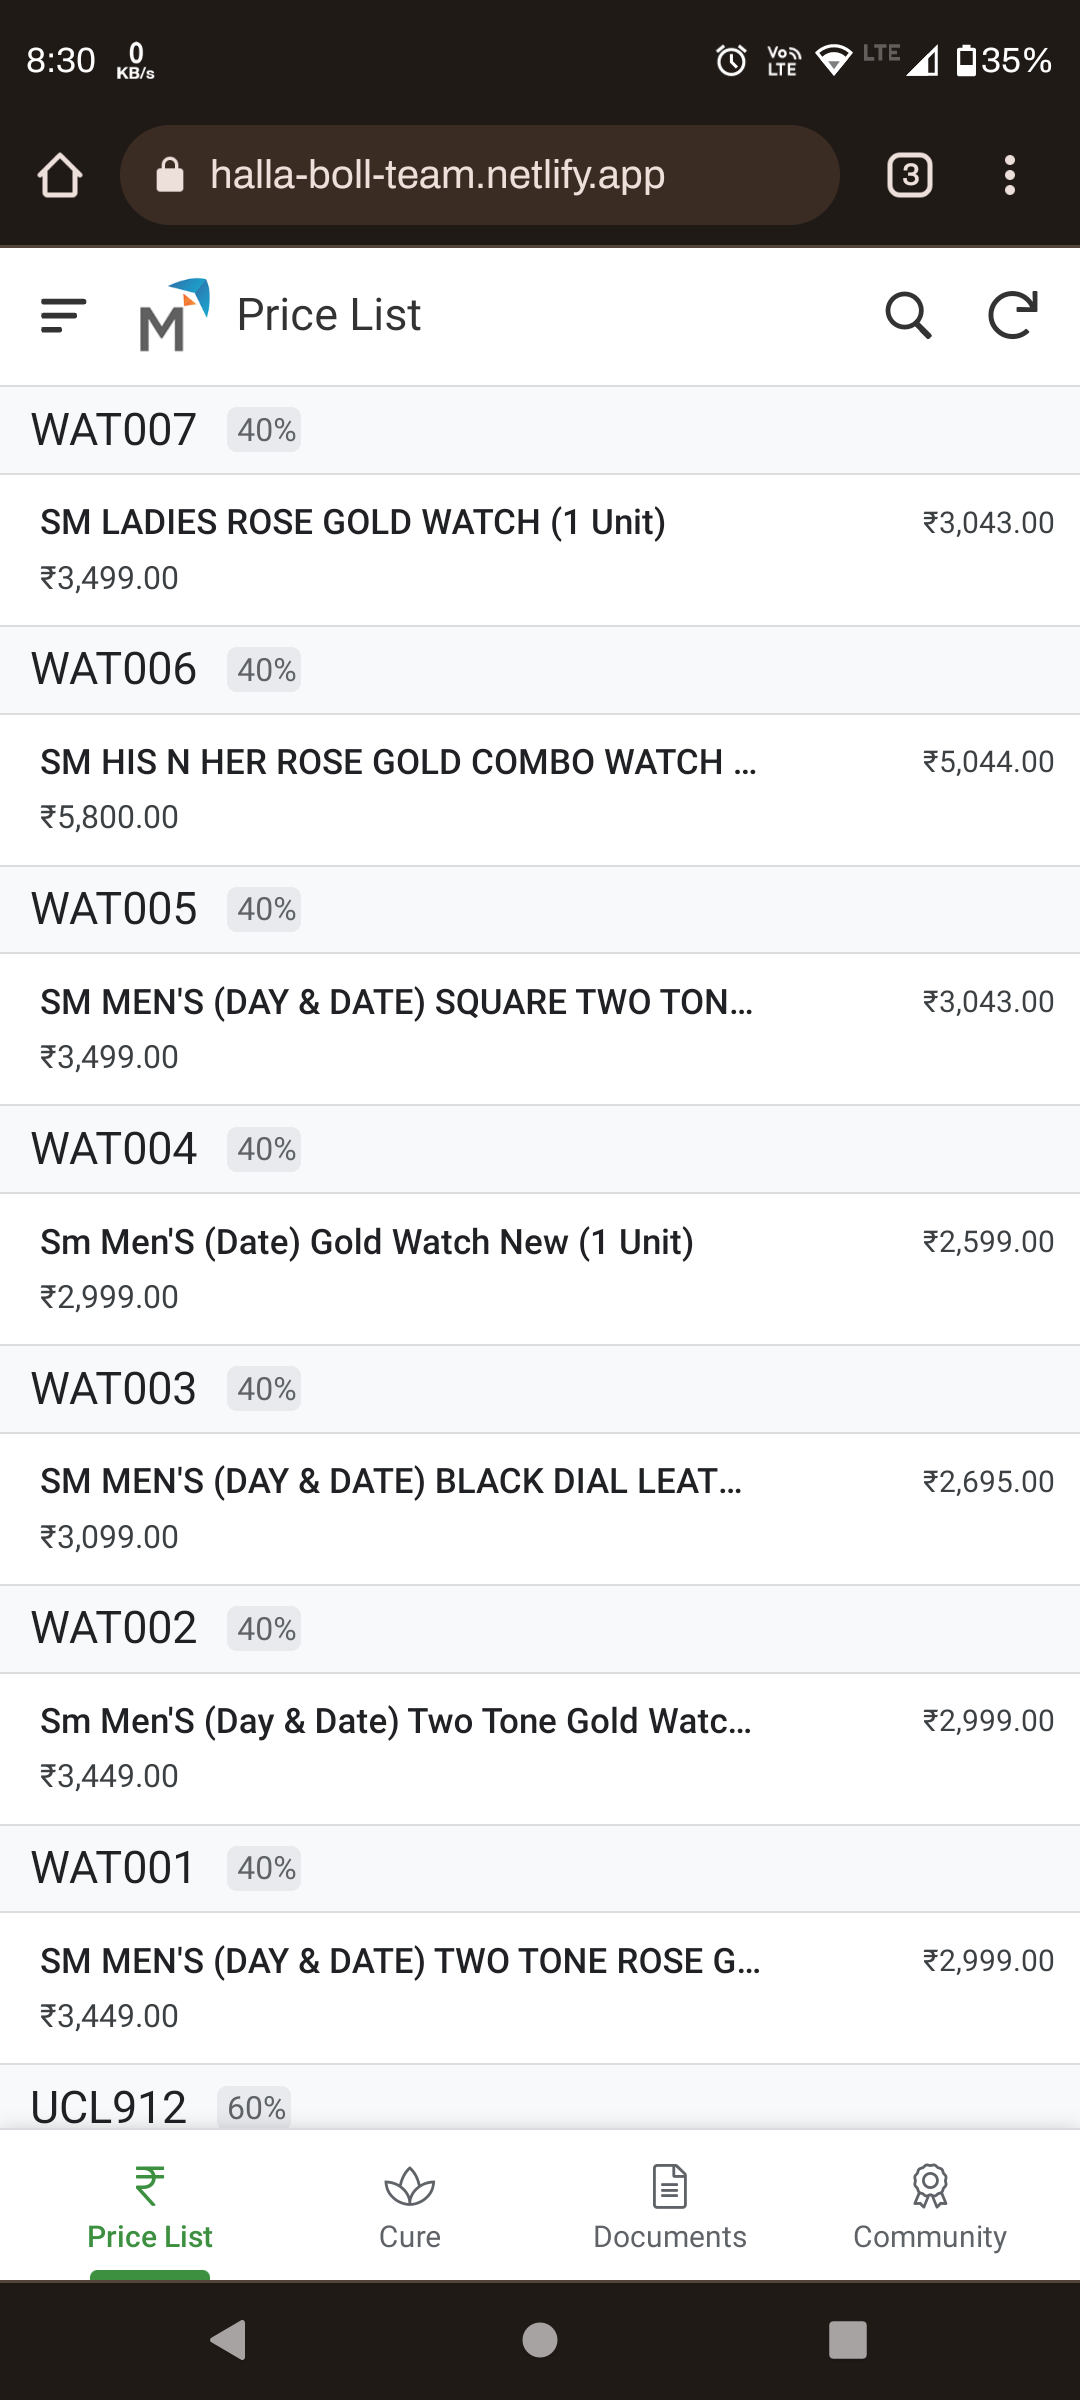 8:30 0 KB/s Vo LTE LTE 35%
halla-boll-team.netlify.app 3
M Price List
WAT007 40%
SM LADIES ROSE GOLD WATCH (1 Unit) ₹3,043.00
₹3,499.00
WAT006 40%
SM HIS N HER ROSE GOLD COMBO WATCH ... ₹5,044.00
₹5,800.00
WAT005 40%
SM MEN'S (DAY & DATE) SQUARE TWO TON... ₹3,043.00
₹3,499.00
WAT004 40%
Sm Men'S (Date) Gold Watch New (1 Unit) ₹2,599.00
₹2,999.00
WAT003 40%
SM MEN'S (DAY & DATE) BLACK DIAL LEAT... ₹2,695.00
₹3,099.00
WAT002 40%
Sm Men'S (Day & Date) Two Tone Gold Watc... ₹2,999.00
₹3,449.00
WAT001 40%
SM MEN'S (DAY & DATE) TWO TONE ROSE G... ₹2,999.00
₹3,449.00
UCL912 60%
₹
Price List Cure Documents Community